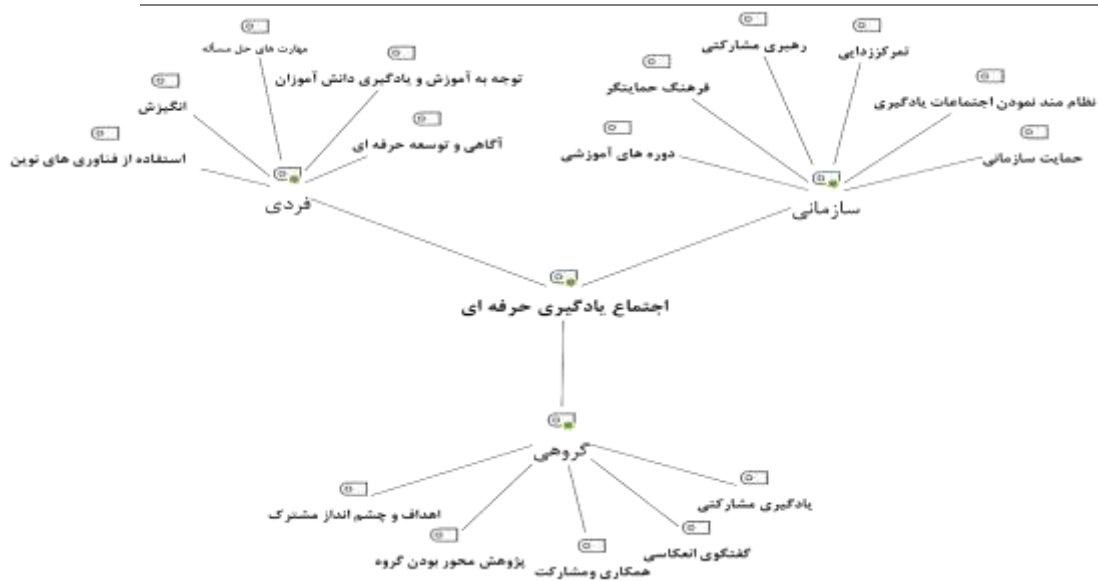 تمرکززدایی
رهبری مشارکتی
مهارت های حل مسأله
فرهنگ حمایتگر
توجه به آموزش و یادگیری دانش آموزان
نظام مند نمودن اجتماعات یادگیری
انگیزش
آگاهی و توسعه حرفه ای
دوره های آموزشی
حمایت سازمانی
استفاده از فناوری های نوین
سازمانی
فردی
اجتماع یادگیری حرفه ای
گروهی
یادگیری مشارکتی
اهداف و چشم انداز مشترک
گفتگوی انعکاسی
پژوهش محور بودن گروه
همکاری ومشارکت